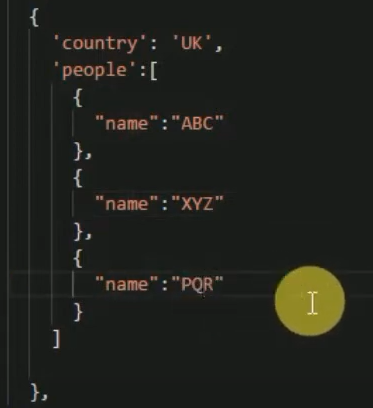 {
'country': 'UK',
'people':[
{
"name":"ABC"
},
{
"name":"XYZ"
},
{
"name":"PQR"
}
]
},